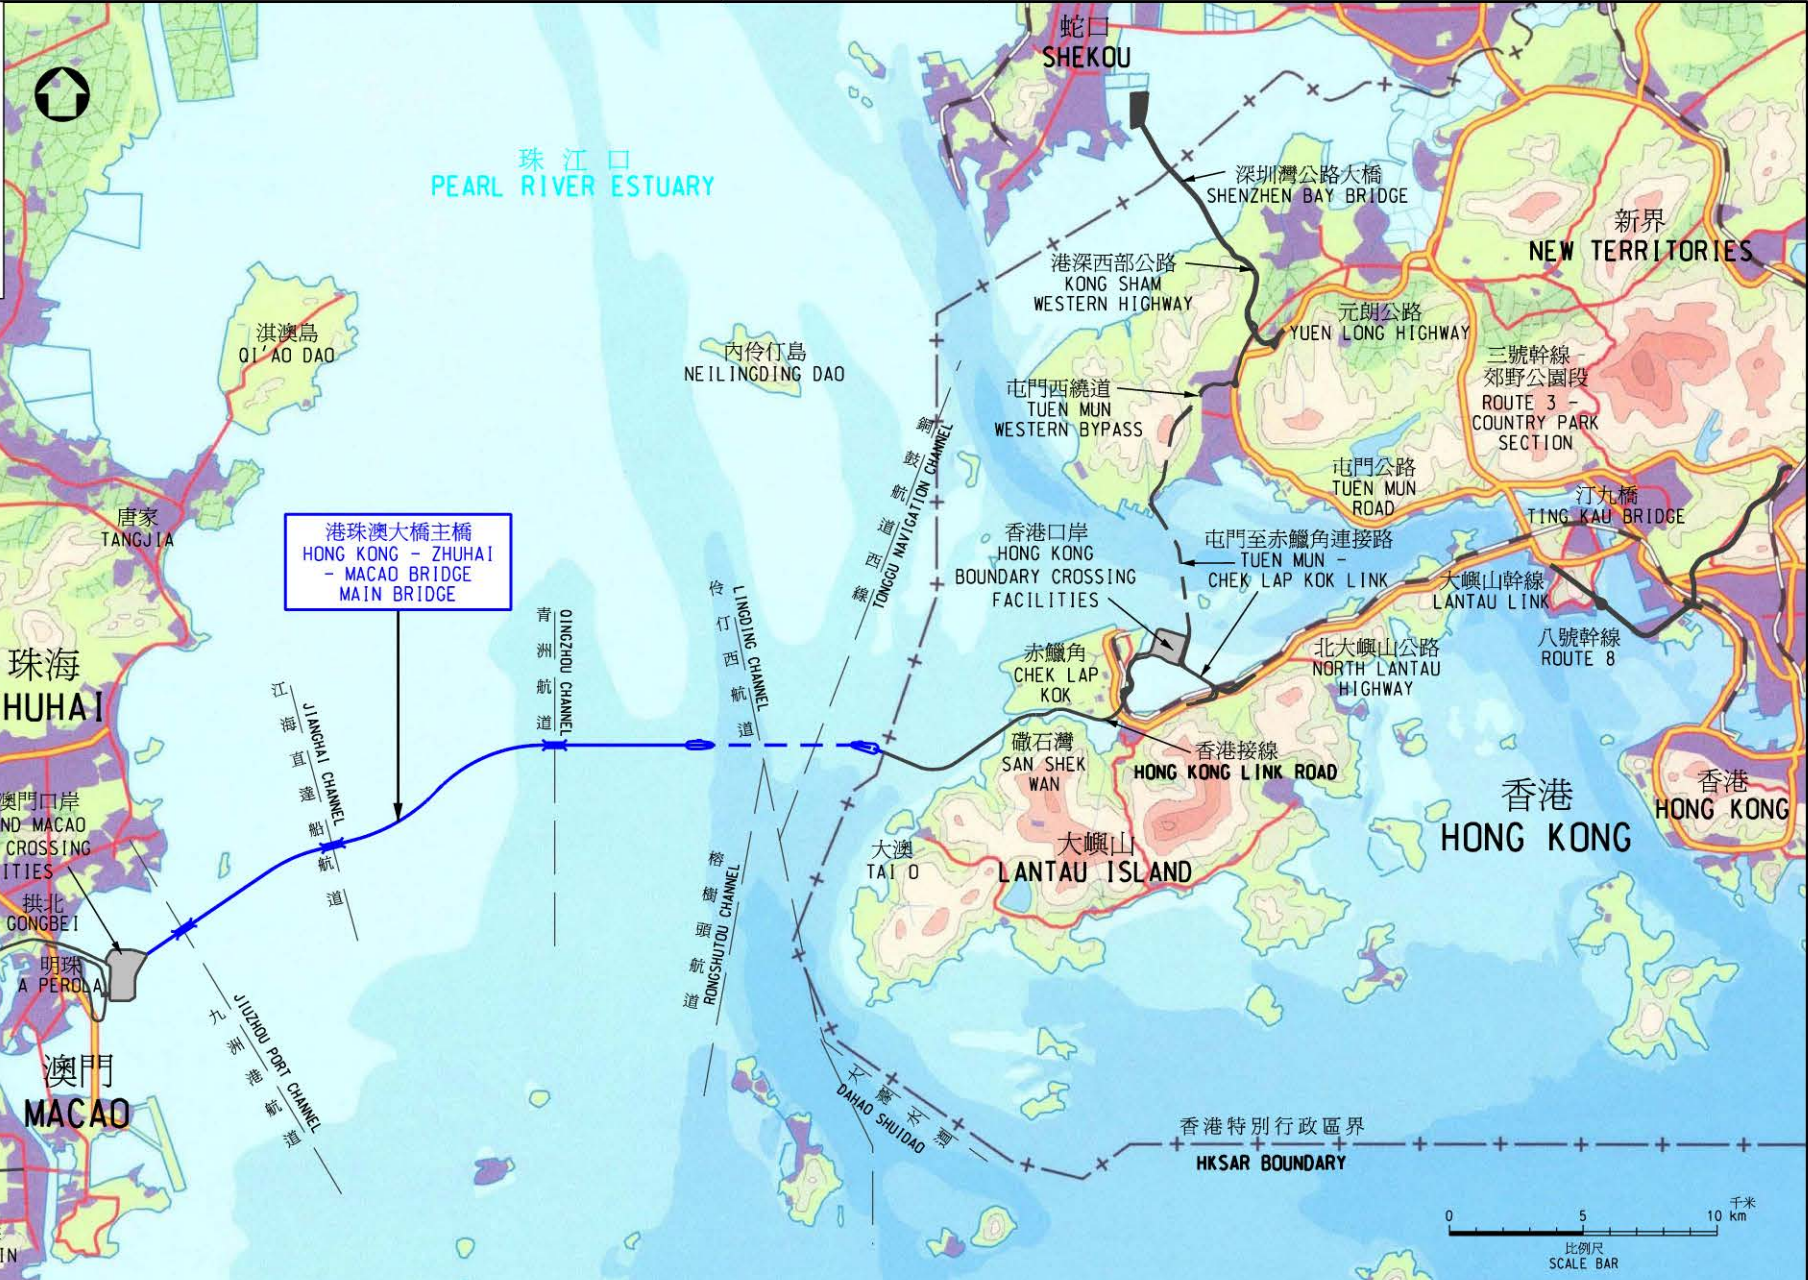 蛇口
SHEKOU
珠江口
PEARL RIVER ESTUARY
深圳灣公路大橋
SHENZHEN BAY BRIDGE
新界
NEW TERRITORIES
港深西部公路
KONG SHAM
WESTERN HIGHWAY
元朗公路
YUEN LONG HIGHWAY
淇澳島
QI'AO DAO
內伶仃島
NEILINGDING DAO
三號幹線 -
郊野公園段
ROUTE 3 -
COUNTRY PARK
SECTION
屯門西繞道
TUEN MUN
WESTERN BYPASS
銅鼓航道西線
TONGGU NAVIGATION CHANNEL
屯門公路
TUEN MUN
ROAD
汀九橋
TING KAU BRIDGE
唐家
TANGJIA
港珠澳大橋主橋
HONG KONG - ZHUHAI
- MACAO BRIDGE
MAIN BRIDGE
香港口岸
HONG KONG
BOUNDARY CROSSING
FACILITIES
屯門至赤鱲角連接路
TUEN MUN -
CHEK LAP KOK LINK
大嶼山幹線
LANTAU LINK
八號幹線
ROUTE 8
青洲航道
QINGZHOU CHANNEL
伶仃西航道
LINGDING CHANNEL
赤鱲角
CHEK LAP
KOK
北大嶼山公路
NORTH LANTAU
HIGHWAY
珠海
HUHAI
江海直達船航道
JIANGHAI CHANNEL
䃟石灣
SAN SHEK
WAN
香港接線
HONG KONG LINK ROAD
香港
HONG KONG
香港
HONG KONG
澳門口岸
ND MACAO
CROSSING
ITIES
大澳
TAI O
大嶼山
LANTAU ISLAND
拱北
GONGBEI
榕樹頭航道
RONGSHUTOU CHANNEL
明珠
A PEROLA
九洲港航道
JIUZHOU PORT CHANNEL
澳門
MACAO
DAHAO SHUIDAO
香港特別行政區界
HKSAR BOUNDARY
IN
0 5 10 千米
km
比例尺
SCALE BAR